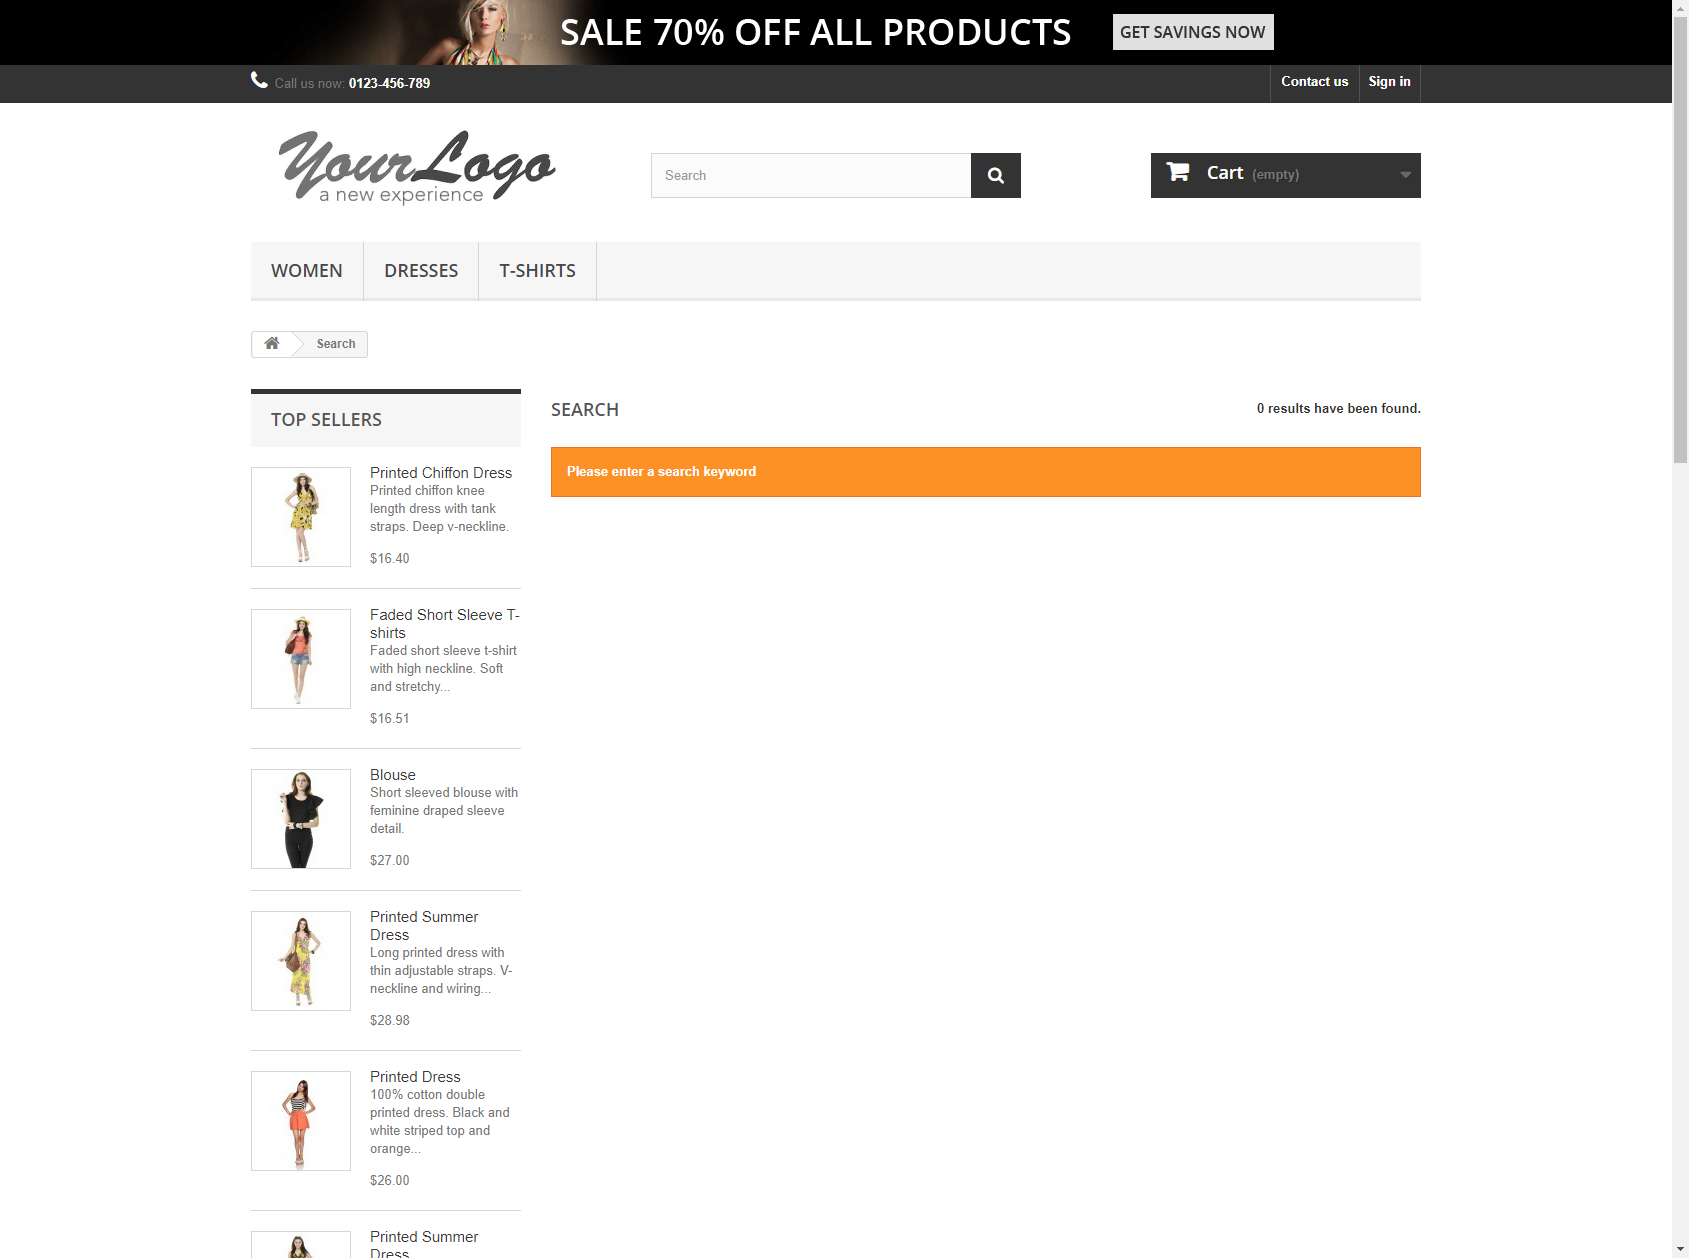 SALE 70% OFF ALL PRODUCTS GET SAVINGS NOW
Call us now: 0123-456-789 Contact us Sign in
YourLogo
a new experience
Search
Cart (empty)
WOMEN DRESSES T-SHIRTS
Search
TOP SELLERS
Printed Chiffon Dress
Printed chiffon knee
length dress with tank
straps. Deep v-neckline.
$16.40
Faded Short Sleeve T-
shirts
Faded short sleeve t-shirt
with high neckline. Soft
and stretchy...
$16.51
Blouse
Short sleeved blouse with
feminine draped sleeve
detail.
$27.00
Printed Summer
Dress
Long printed dress with
thin adjustable straps. V-
neckline and wiring...
$28.98
Printed Dress
100% cotton double
printed dress. Black and
white striped top and
orange...
$26.00
Printed Summer
Dress
SEARCH
0 results have been found.
Please enter a search keyword